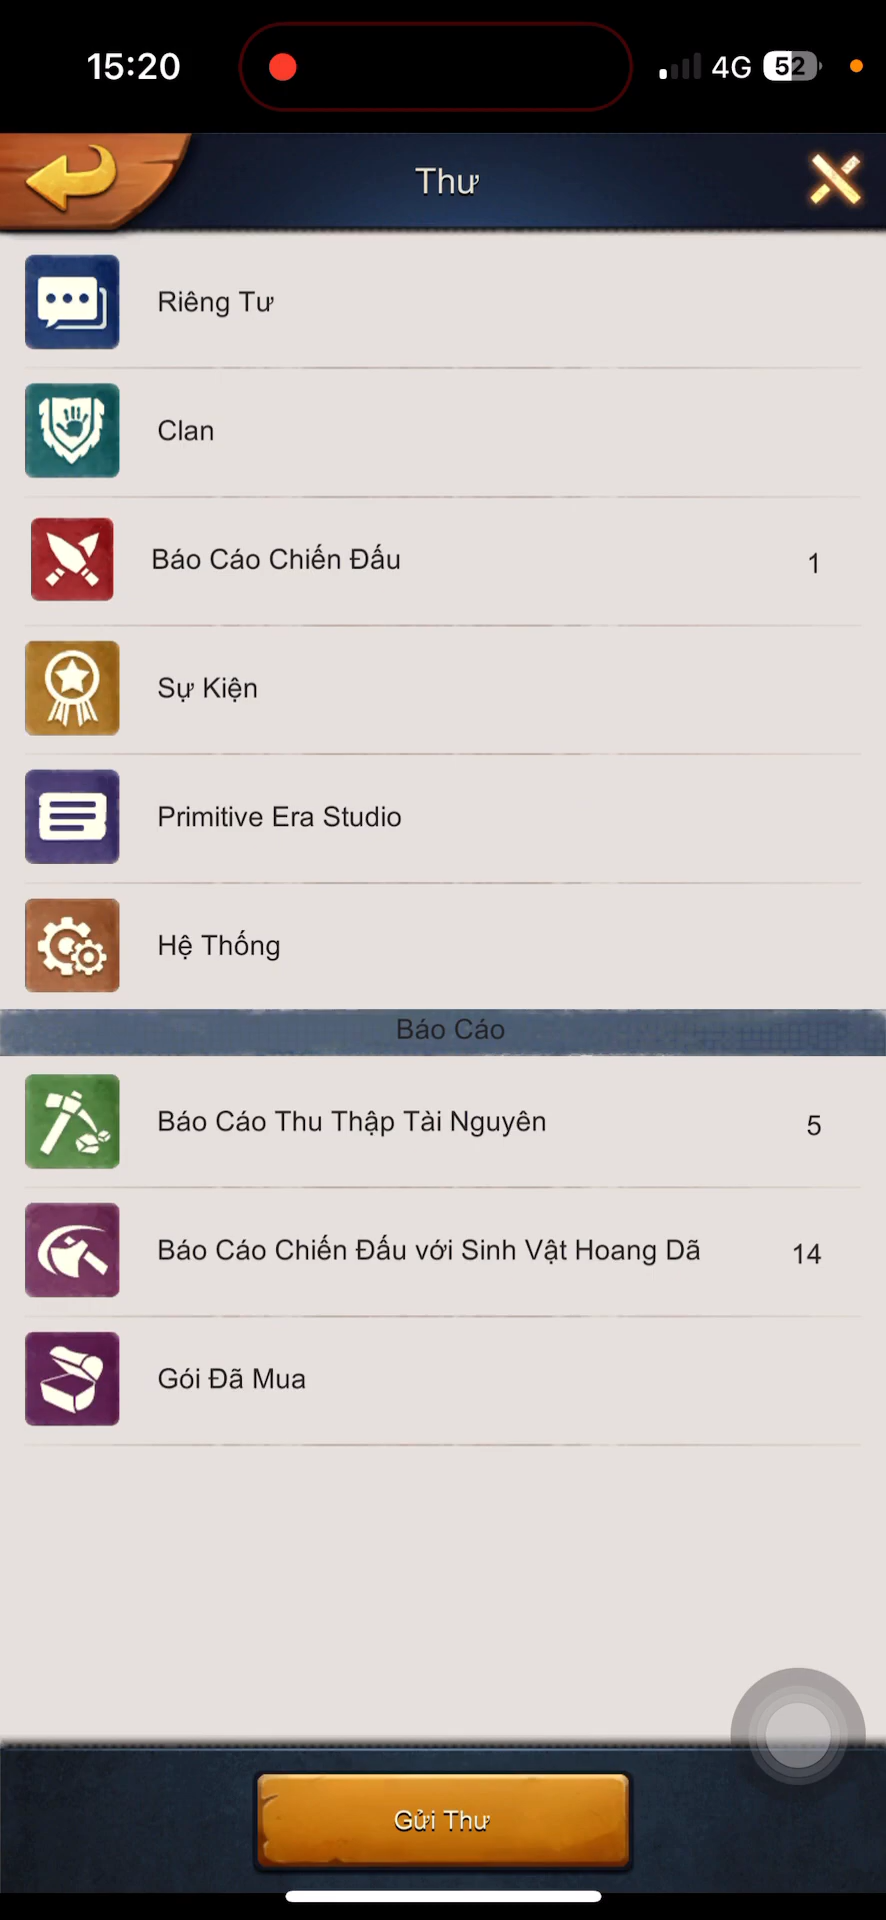 15:20
4G
52
Thư
Riêng Tư
Clan
Báo Cáo Chiến Đấu
1
Sự Kiện
Primitive Era Studio
Hệ Thống
Báo Cáo
Báo Cáo Thu Thập Tài Nguyên
5
Báo Cáo Chiến Đấu với Sinh Vật Hoang Dã
14
Gói Đã Mua
Gửi Thư